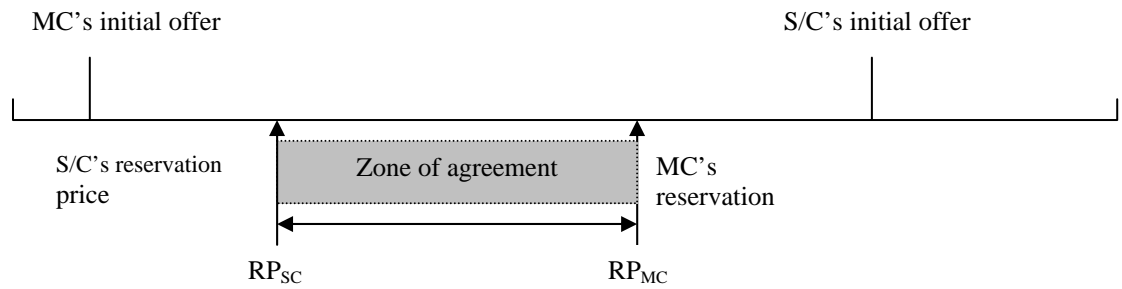 MC's initial offer
S/C's initial offer
S/C's reservation
price
Zone of agreement
MC's
reservation
RPSC
RPMC